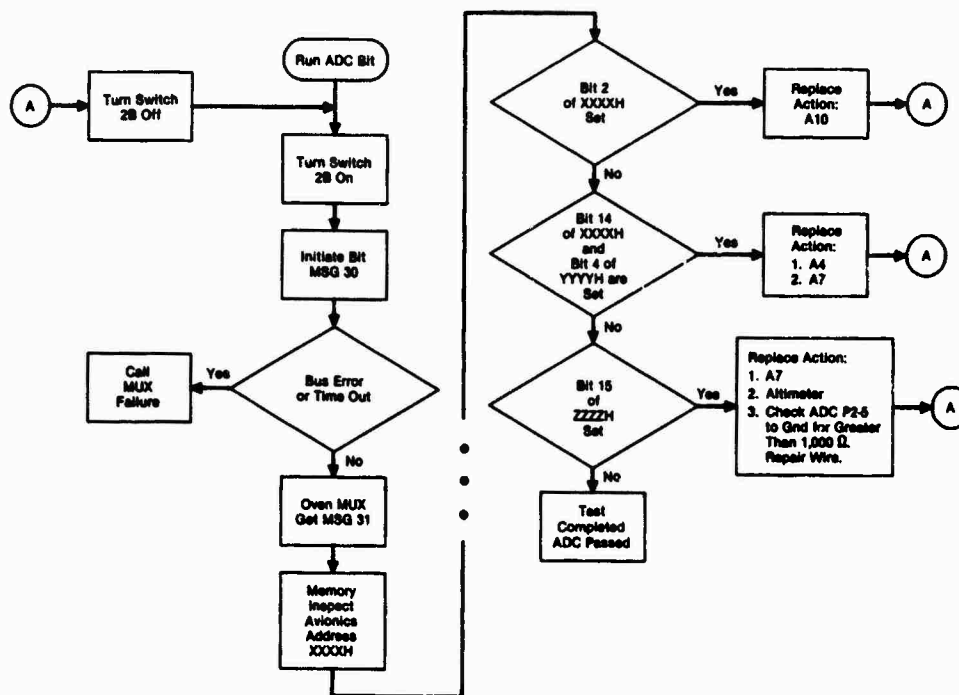 Run ADC Bit
A
Turn Switch
2B Off
Turn Switch
2B On
Initiate Bit
MSG 30
Bus Error
or Time Out
Yes
Call
MUX
Failure
No
Oven MUX
Get MSG 31
Memory
Inspect
Avionics
Address
XXXXH
Bit 2
of XXXXH
Set
Yes
Replace
Action:
A10
A
No
Bit 14
of XXXXH
and
Bit 4 of
YYYYH are
Set
Yes
Replace
Action:
1. A4
2. A7
A
No
Bit 15
of
ZZZZH
Set
Yes
Replace Action:
1. A7
2. Altimeter
3. Check ADC P2-5
to Gnd for Greater
Than 1,000 Ω.
Repair Wire.
A
No
Test
Completed
ADC Passed